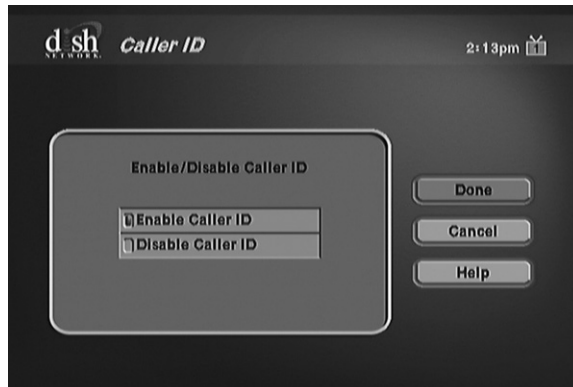 dish Caller ID 2:13pm 1
NETWORK.
Enable/Disable Caller ID
Enable Caller ID
Disable Caller ID
Done
Cancel
Help